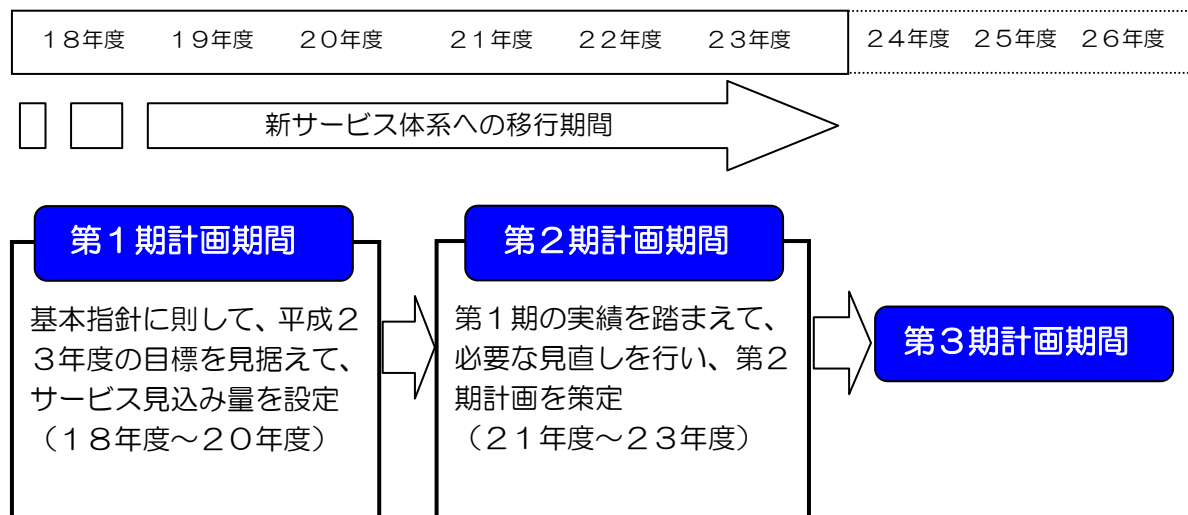 18年度 19年度 20年度 21年度 22年度 23年度 24年度 25年度 26年度
新サービス体系への移行期間
第1期計画期間
基本指針に則して、平成2
3年度の目標を見据えて、
サービス見込み量を設定
(18年度~20年度)
第2期計画期間
第1期の実績を踏まえて、
必要な見直しを行い、第2
期計画を策定
(21年度~23年度)
第3期計画期間